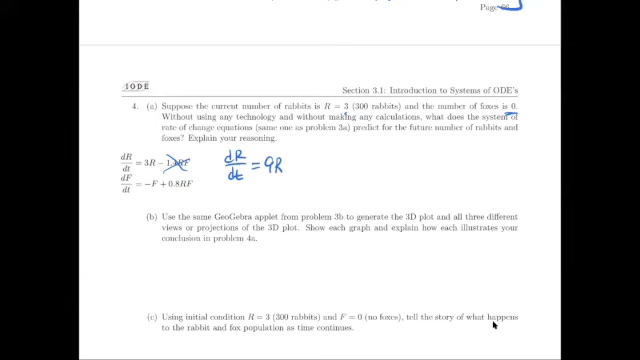 Page 66
IODE
Section 3.1: Introduction to Systems of ODE's
4. (a) Suppose the current number of rabbits is R = 3 (300 rabbits) and the number of foxes is 0.
Without using any technology and without making any calculations, what does the system of
rate of change equations (same one as problem 3a) predict for the future number of rabbits and
foxes? Explain your reasoning.
dR/dt = 3R − 1.4RF
dR/dt = 9R
dF/dt = −F + 0.8RF
(b) Use the same GeoGebra applet from problem 3b to generate the 3D plot and all three different
views or projections of the 3D plot. Show each graph and explain how each illustrates your
conclusion in problem 4a.
(c) Using initial condition R = 3 (300 rabbits) and F = 0 (no foxes), tell the story of what happens
to the rabbit and fox population as time continues.